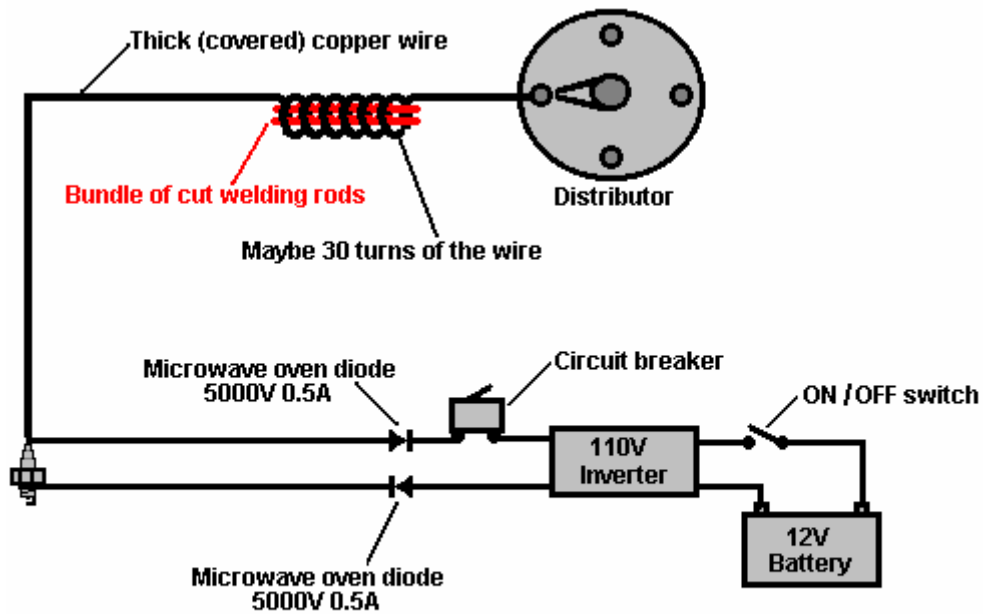 Thick (covered) copper wire
Bundle of cut welding rods
Distributor
Maybe 30 turns of the wire
Microwave oven diode
5000V 0.5A
Circuit breaker
ON / OFF switch
110V
Inverter
12V
Battery
Microwave oven diode
5000V 0.5A